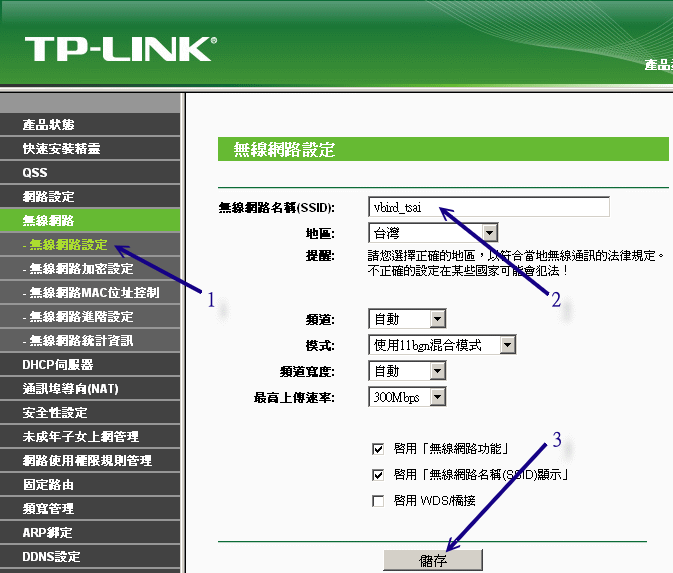 TP-LINK®
產品
產品狀態
快速安裝精靈
QSS
網路設定
無線網路
- 無線網路設定
- 無線網路加密設定
- 無線網路MAC位址控制
- 無線網路進階設定
- 無線網路統計資訊
DHCP伺服器
通訊埠導向(NAT)
安全性設定
未成年子女上網管理
網路使用權限規則管理
固定路由
頻寬管理
ARP綁定
DDNS設定
無線網路設定
無線網路名稱(SSID): vbird_tsai
地區: 台灣
提醒: 請您選擇正確的地區，以符合當地無線通訊的法律規定。
不正確的設定在某些國家可能會犯法！
1
2
頻道: 自動
模式: 使用11bgn混合模式
頻道寬度: 自動
最高上傳速率: 300Mbps
3
啓用「無線網路功能」
啓用「無線網路名稱(SSID)顯示」
啓用 WDS/橋接
儲存